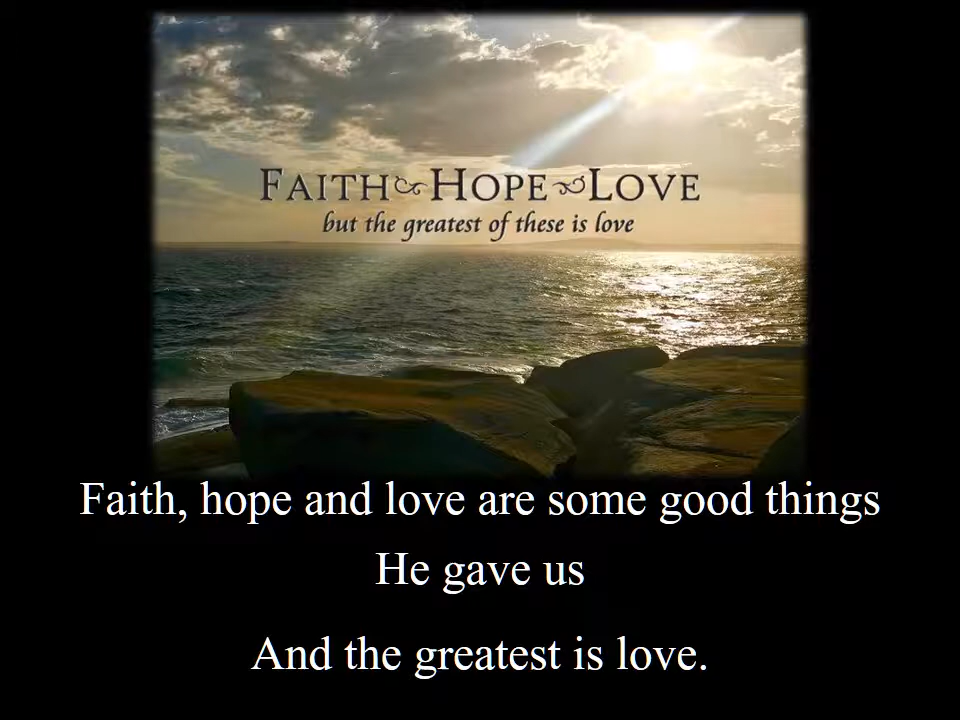 FAITH HOPE LOVE
but the greatest of these is love
Faith, hope and love are some good things
He gave us
And the greatest is love.